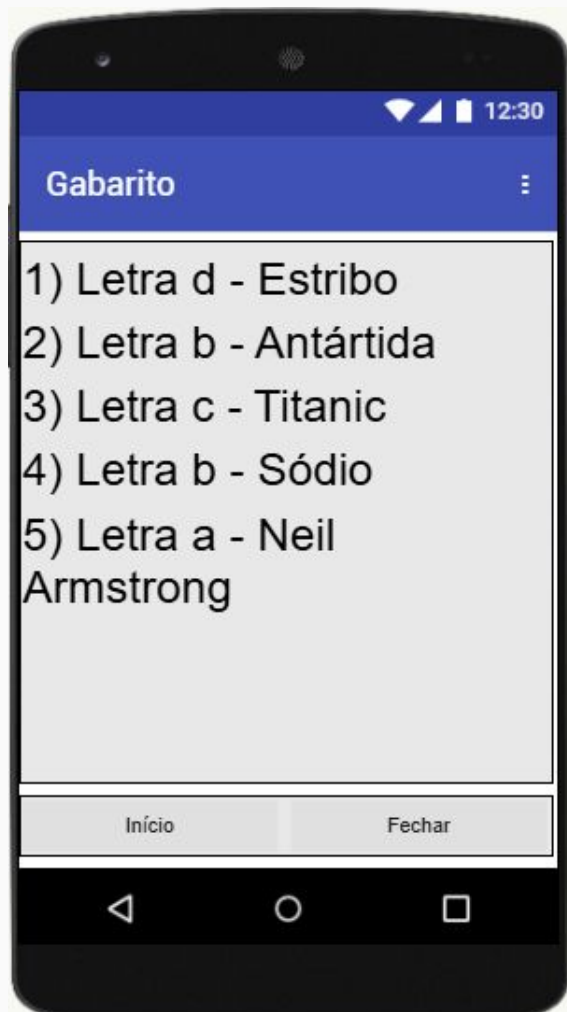 12:30
Gabarito
1) Letra d - Estribo
2) Letra b - Antártida
3) Letra c - Titanic
4) Letra b - Sódio
5) Letra a - Neil
Armstrong
Início
Fechar